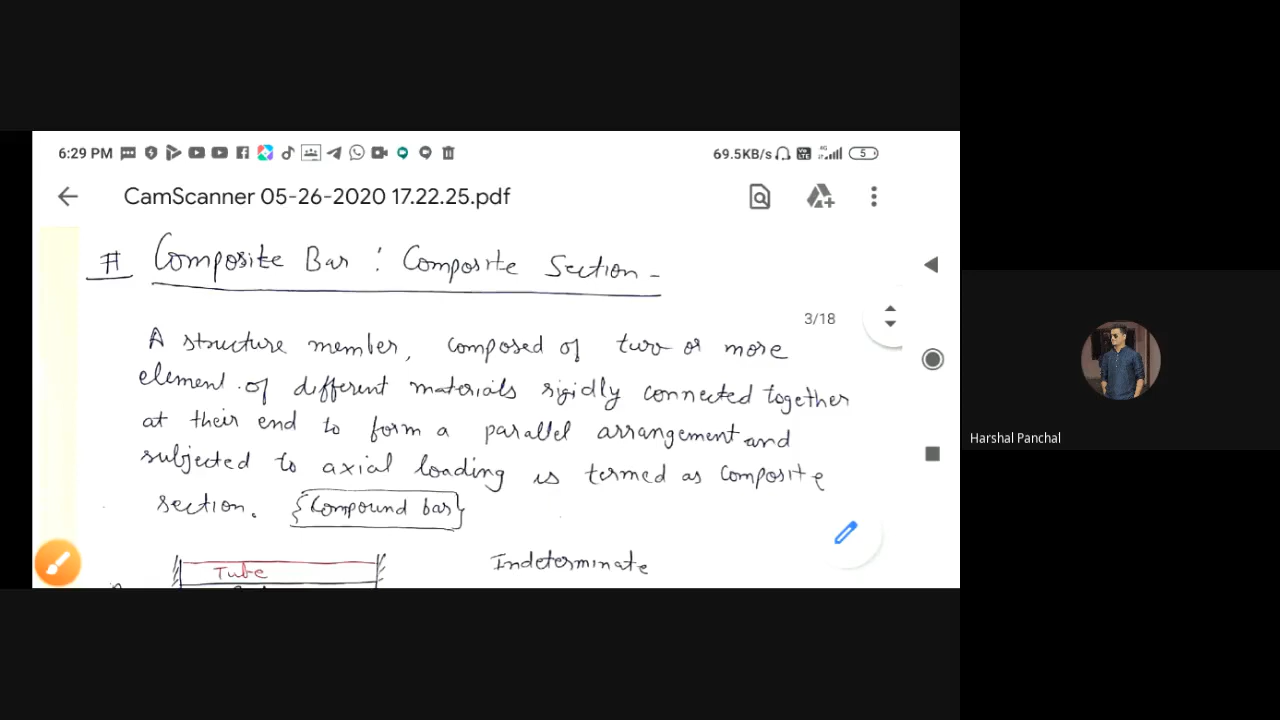 6:29 PM
69.5KB/s
5
CamScanner 05-26-2020 17.22.25.pdf
# Composite Bar : Composite Section -
3/18
A structure member, composed of two or more
element of different materials rigidly connected together
at their end to form a parallel arrangement and
subjected to axial loading is termed as composite
section. {Compound bar}
Indeterminate
Tube
Harshal Panchal